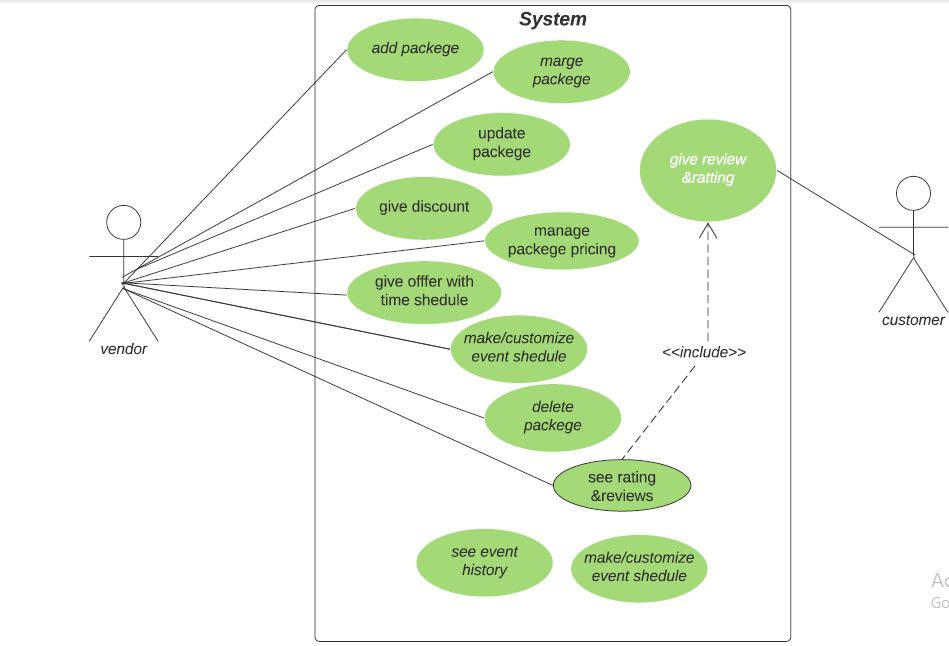 System
add packege
marge
packege
update
packege
give review
&ratting
give discount
manage
packege pricing
give offfer with
time shedule
make/customize
event shedule
vendor
customer
<<include>>
delete
packege
see rating
&reviews
see event
history
make/customize
event shedule